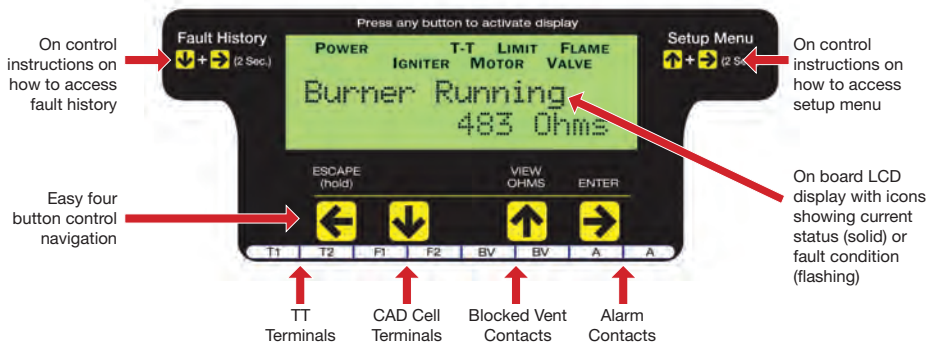 Press any button to activate display
Fault History
+ (2 Sec.)
Setup Menu
+ (2 S
On control
instructions on
how to access
fault history
On control
instructions on
how to access
setup menu
POWER T-T LIMIT FLAME
IGNITER MOTOR VALVE
Burner Running
483 Ohms
ESCAPE
(hold)
VIEW
OHMS
ENTER
Easy four
button control
navigation
On board LCD
display with icons
showing current
status (solid) or
fault condition
(flashing)
T1 T2 F1 F2 BV BV A A
TT
Terminals
CAD Cell
Terminals
Blocked Vent
Contacts
Alarm
Contacts